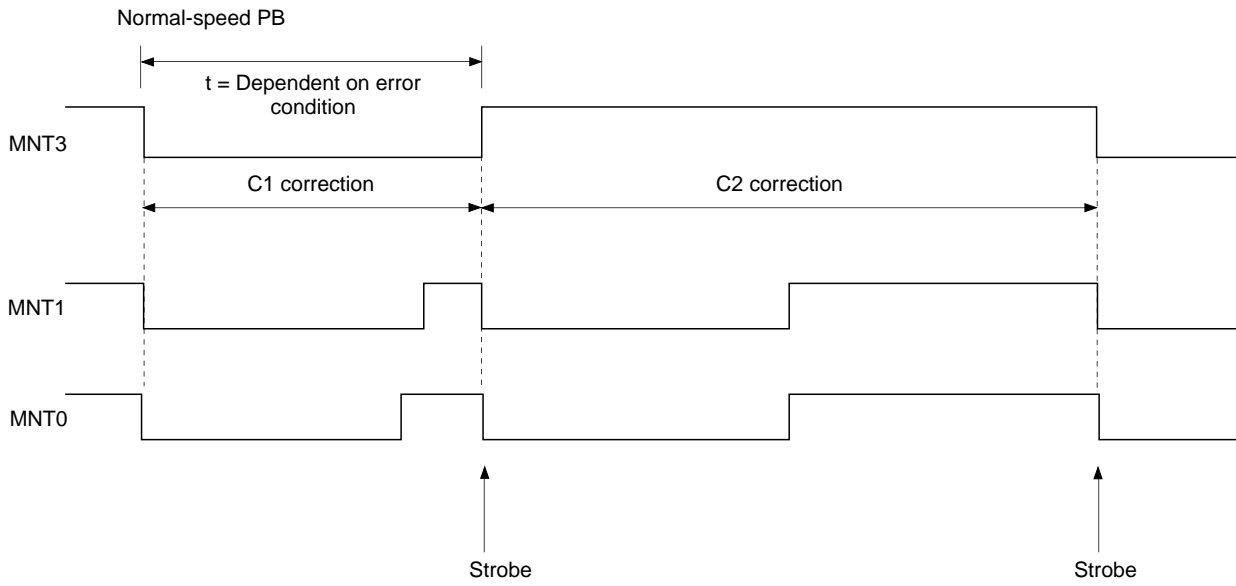 Normal-speed PB
t = Dependent on error
condition
MNT3
C1 correction
C2 correction
MNT1
MNT0
Strobe
Strobe